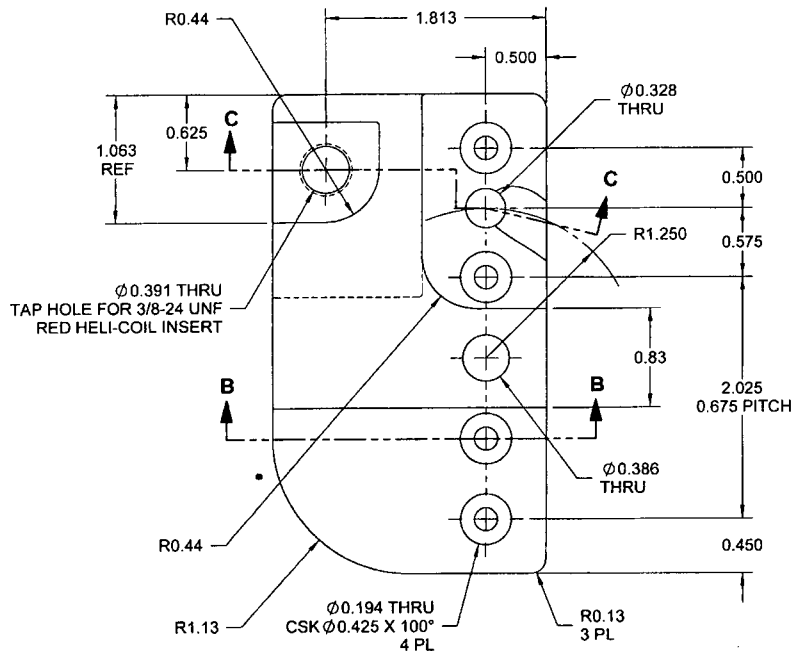 R0.44
1.813
0.500
Ø0.328
THRU
C
0.625
1.063
REF
0.500
C
R1.250
0.575
Ø0.391 THRU
TAP HOLE FOR 3/8-24 UNF
RED HELI-COIL INSERT
0.83
B
B
2.025
0.675 PITCH
Ø0.386
THRU
R0.44
0.450
R1.13
Ø0.194 THRU
CSK Ø0.425 X 100°
4 PL
R0.13
3 PL